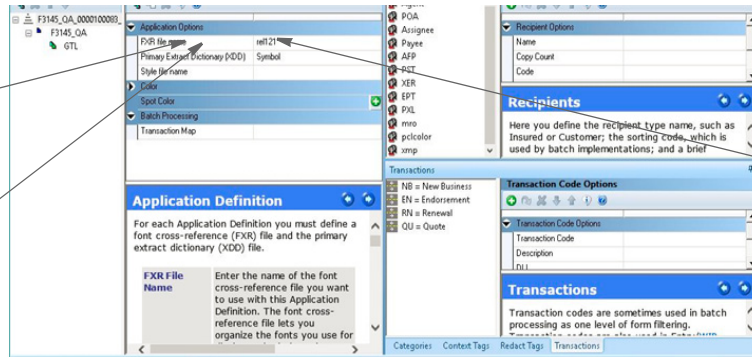 F3145_QA_0000100083_
F3145_QA
GTL
Application Options
FXR file name rel121
Primary Extract Dictionary (XDD) Symbol
Style file name
Color
Spot Color
Batch Processing
Transaction Map
Application Definition
For each Application Definition you must define a
font cross-reference (FXR) file and the primary
extract dictionary (XDD) file.
FXR File
Name
Enter the name of the font
cross-reference file you want
to use with this Application
Definition. The font cross-
reference file lets you
organize the fonts you use for
POA
Assignee
Payee
AFP
PST
XER
EPT
PXL
mro
pclcolor
xmp
Recipient Options
Name
Copy Count
Code
Recipients
Here you define the recipient type name, such as
Insured or Customer; the sorting code, which is
used by batch implementations; and a brief
Transactions
NB = New Business
EN = Endorsement
RN = Renewal
QU = Quote
Transaction Code Options
Transaction Code Options
Transaction Code
Description
DLL
Transactions
Transaction codes are sometimes used in batch
processing as one level of form filtering.
Categories Context Tags Redact Tags Transactions